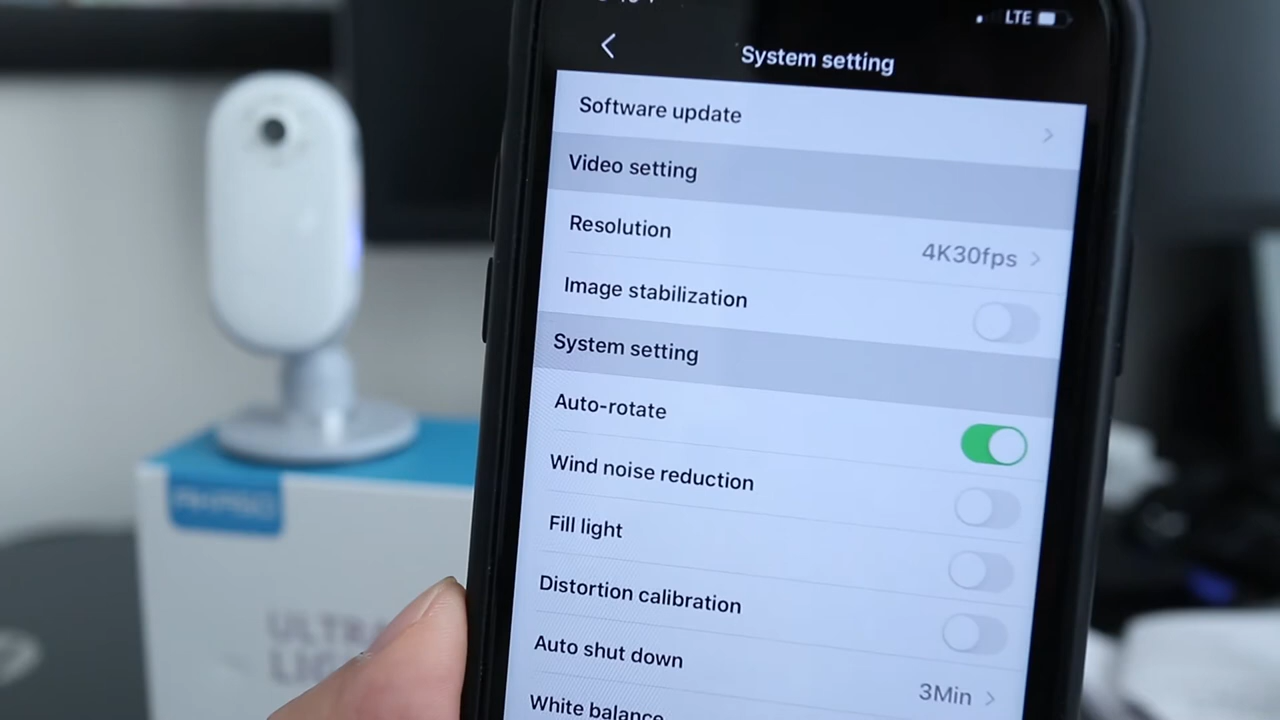 LTE
System setting
Software update
Video setting
Resolution
4K30fps
Image stabilization
System setting
Auto-rotate
Wind noise reduction
Fill light
Distortion calibration
Auto shut down
3Min
White balance
ULTRA